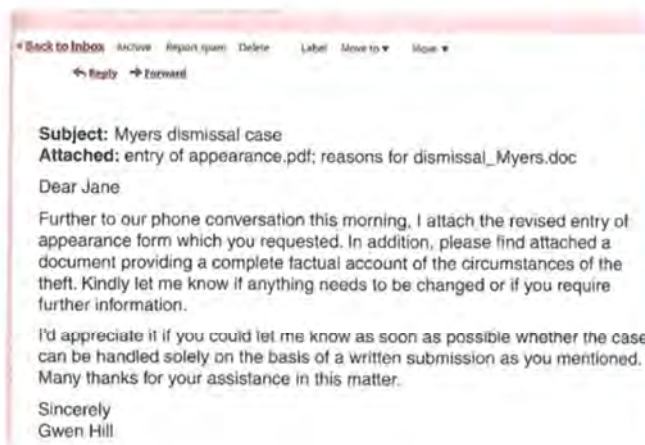 Back to Inbox Archive Report spam Delete Label Move to ▾ More ▾
Reply Forward
Subject: Myers dismissal case
Attached: entry of appearance.pdf; reasons for dismissal_Myers.doc
Dear Jane
Further to our phone conversation this morning, I attach the revised entry of
appearance form which you requested. In addition, please find attached a
document providing a complete factual account of the circumstances of the
theft. Kindly let me know if anything needs to be changed or if you require
further information.
I'd appreciate it if you could let me know as soon as possible whether the case
can be handled solely on the basis of a written submission as you mentioned.
Many thanks for your assistance in this matter.
Sincerely
Gwen Hill